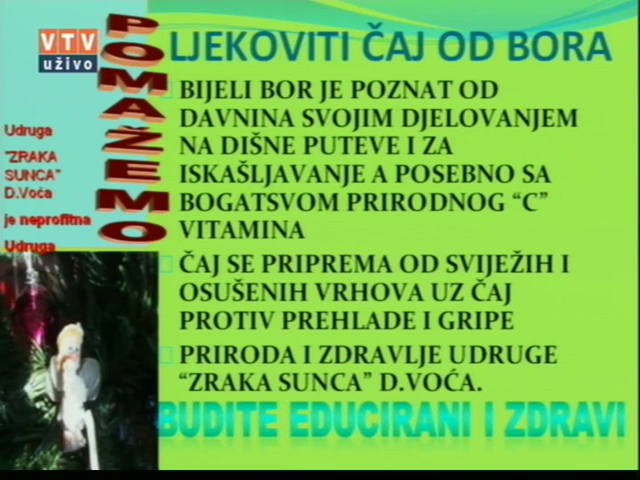 VTV
uživo
POMAŽEMO
Udruga
"ZRAKA
SUNCA"
D.Voća
je neprofitna
Udruga
LJEKOVITI ČAJ OD BORA
BIJELI BOR JE POZNAT OD
DAVNINA SVOJIM DJELOVANJEM
NA DIŠNE PUTEVE I ZA
ISKAŠLJAVANJE A POSEBNO SA
BOGATSVOM PRIRODNOG “C”
VITAMINA
ČAJ SE PRIPREMA OD SVIJEŽIH I
OSUŠENIH VRHOVA UZ ČAJ
PROTIV PREHLADE I GRIPE
PRIRODA I ZDRAVLJE UDRUGE
“ZRAKA SUNCA” D.VOĆA.
BUDITE EDUCIRANI I ZDRAVI